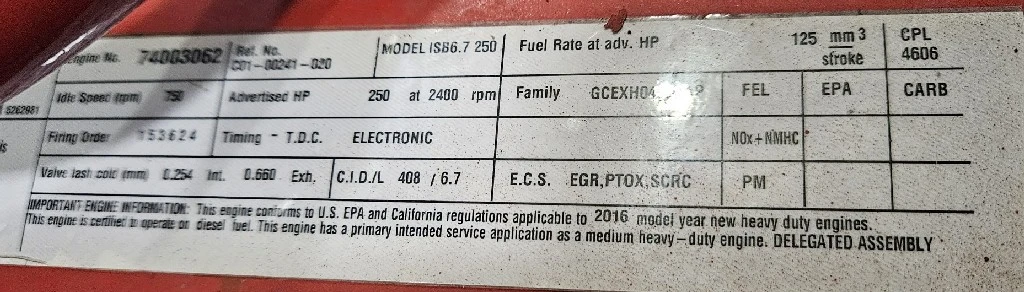 Engine No. 74003062 Ref. No. C01-00241-020 MODEL ISB6.7 250 Fuel Rate at adv. HP 125 mm3 stroke CPL 4606
5262981
Idle Speed (rpm) 750 Advertised HP 250 at 2400 rpm Family FEL EPA CARB
Firing Order 153624 Timing - T.D.C. ELECTRONIC NOx+NMHC
Valve lash cold (mm) 0.254 Int. 0.660 Exh. C.I.D./L 408 / 6.7 E.C.S. EGR,PTOX,SCRC PM
IMPORTANT ENGINE INFORMATION: This engine conforms to U.S. EPA and California regulations applicable to 2016 model year new heavy duty engines.
This engine is certified to operate on diesel fuel. This engine has a primary intended service application as a medium heavy-duty engine. DELEGATED ASSEMBLY